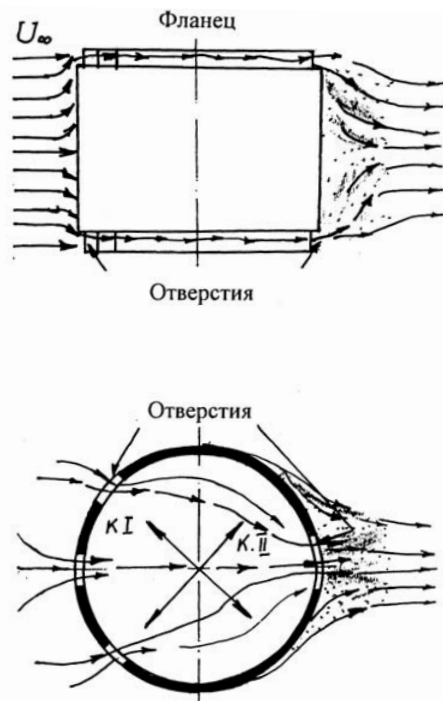 Фланец
U∞
Отверстия
Отверстия
к I
к. II